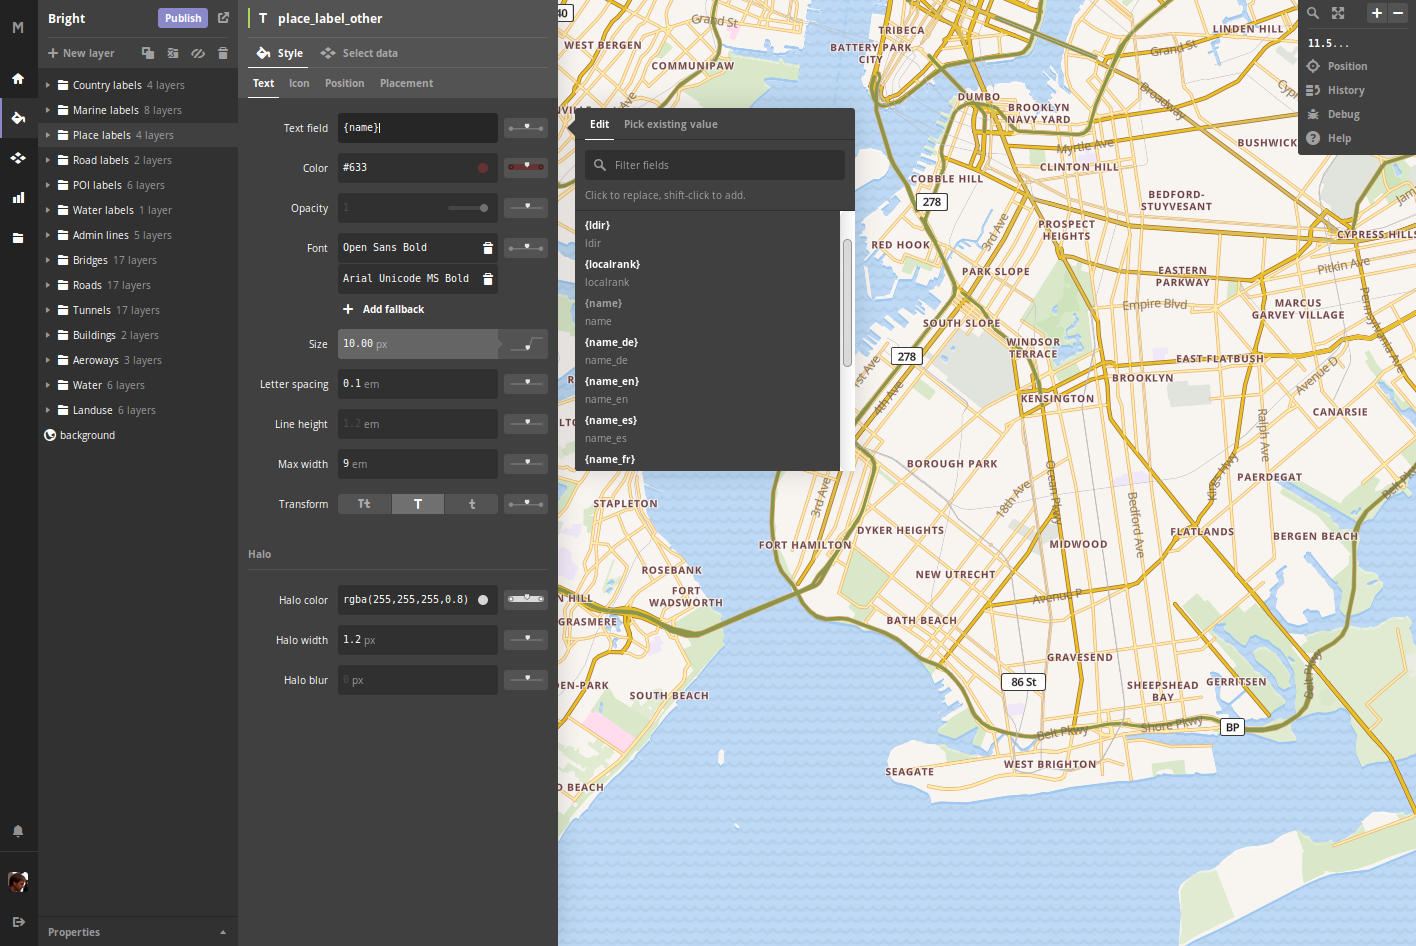 M
Bright
Publish
New layer
Country labels 4 layers
Marine labels 8 layers
Place labels 4 layers
Road labels 2 layers
POI labels 6 layers
Water labels 1 layer
Admin lines 5 layers
Bridges 17 layers
Roads 17 layers
Tunnels 17 layers
Buildings 2 layers
Aeroways 3 layers
Water 6 layers
Landuse 6 layers
background
Properties
T place_label_other
Style
Select data
Text
Icon
Position
Placement
Text field
{name}
Color
#633
Opacity
1
Font
Open Sans Bold
Arial Unicode MS Bold
Add fallback
Size
10.00 px
Letter spacing
0.1 em
Line height
1.2 em
Max width
9 em
Transform
Tt
T
t
Halo
Halo color
rgba(255,255,255,0.8)
Halo width
1.2 px
Halo blur
0 px
Edit
Pick existing value
Filter fields
Click to replace, shift-click to add.
{ldir}
ldir
{localrank}
localrank
{name}
name
{name_de}
name_de
{name_en}
name_en
{name_es}
name_es
{name_fr}
11.5...
Position
History
Debug
Help
40
Grand St
WEST BERGEN
COMMUNIPAW
TRIBECA
BATTERY PARK
CITY
LINDEN HILL
Grand St
DUMBO
BROOKLYN
NAVY YARD
Broadway
Myrtle Ave
BUSHWICK
CLINTON HILL
COBBLE HILL
278
BEDFORD-
STUYVESANT
3rd Ave
PROSPECT
HEIGHTS
RED HOOK
CYPRESS HILLS
PARK SLOPE
Pitkin Ave
EASTERN
PARKWAY
Empire Blvd
MARCUS
GARVEY VILLAGE
Pennsylvania Ave
SOUTH SLOPE
WINDSOR
TERRACE
278
EAST FLATBUSH
BROOKLYN
Avenue D
4th Ave
KENSINGTON
CANARSIE
Ralph Ave
BOROUGH PARK
Ocean Pkwy
Kings Hwy
PAERDEGAT
Belt Pkwy
3rd Ave
18th Ave
Bedford Ave
STAPLETON
DYKER HEIGHTS
FLATLANDS
BERGEN BEACH
FORT HAMILTON
MIDWOOD
ROSEBANK
NEW UTRECHT
FORT
WADSWORTH
N HILL
Avenue P
GRASMERE
BATH BEACH
GRAVESEND
86 St
DEN-PARK
SOUTH BEACH
SHEEPSHEAD
BAY
GERRITSEN
Belt Pkwy
Belt Pkwy
Shore Pkwy
BP
SEAGATE
WEST BRIGHTON
O BEACH